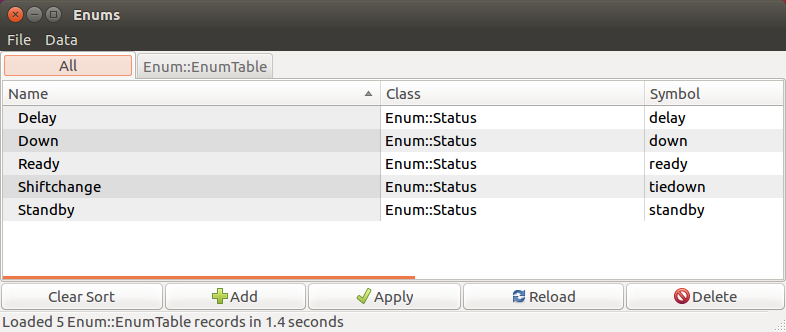 Enums
File Data
All Enum::EnumTable
Name Class Symbol
Delay Enum::Status delay
Down Enum::Status down
Ready Enum::Status ready
Shiftchange Enum::Status tiedown
Standby Enum::Status standby
Clear Sort Add Apply Reload Delete
Loaded 5 Enum::EnumTable records in 1.4 seconds